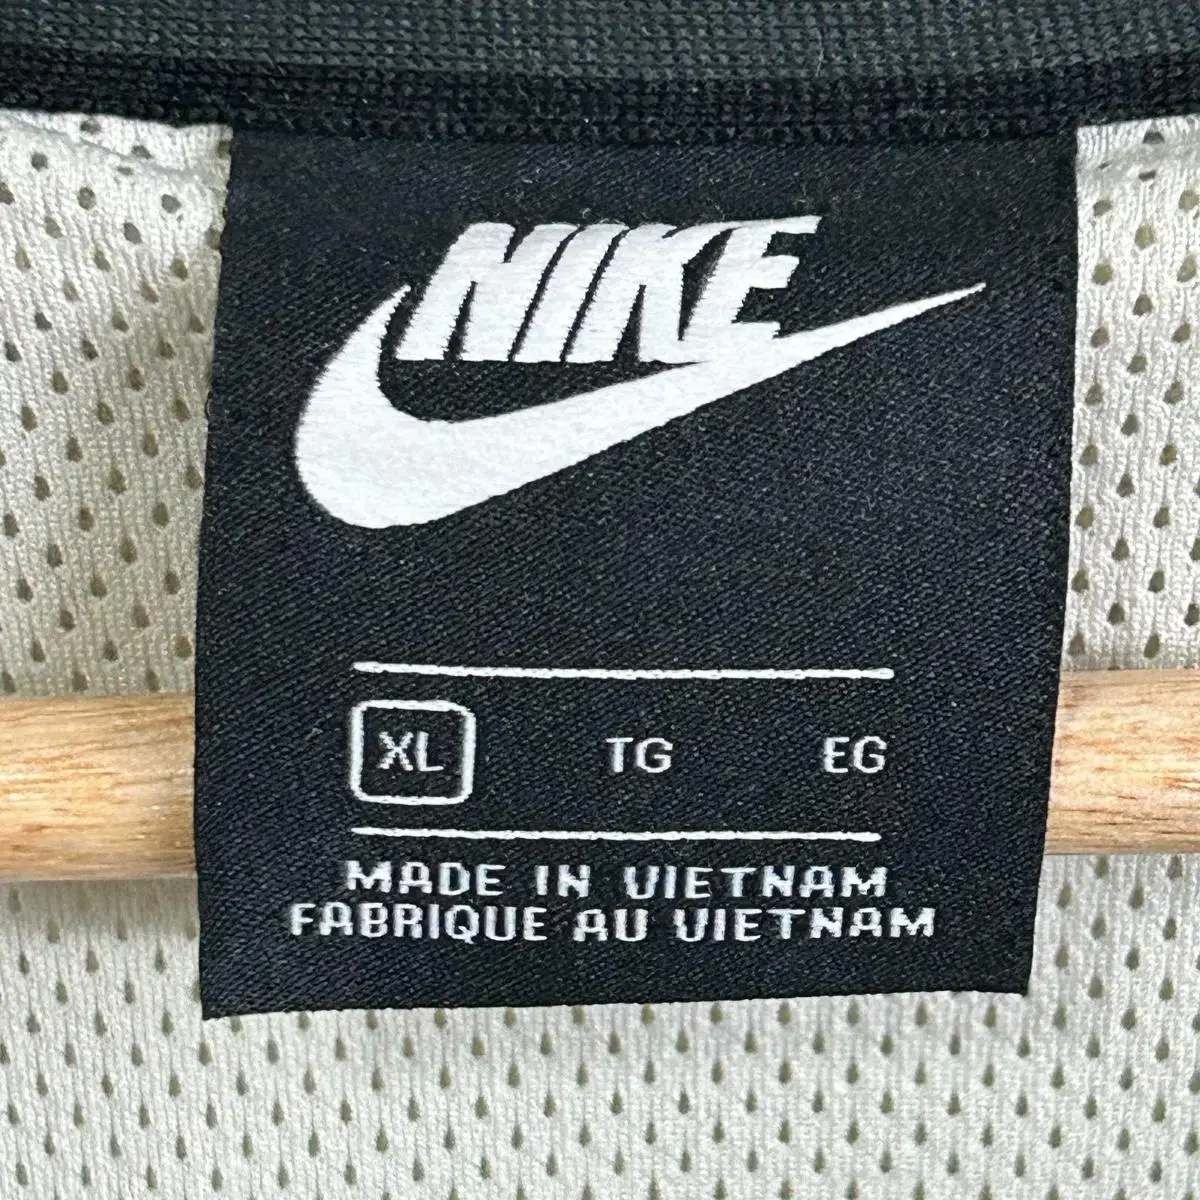 NIKE
XL TG EG
MADE IN VIETNAM
FABRIQUE AU VIETNAM